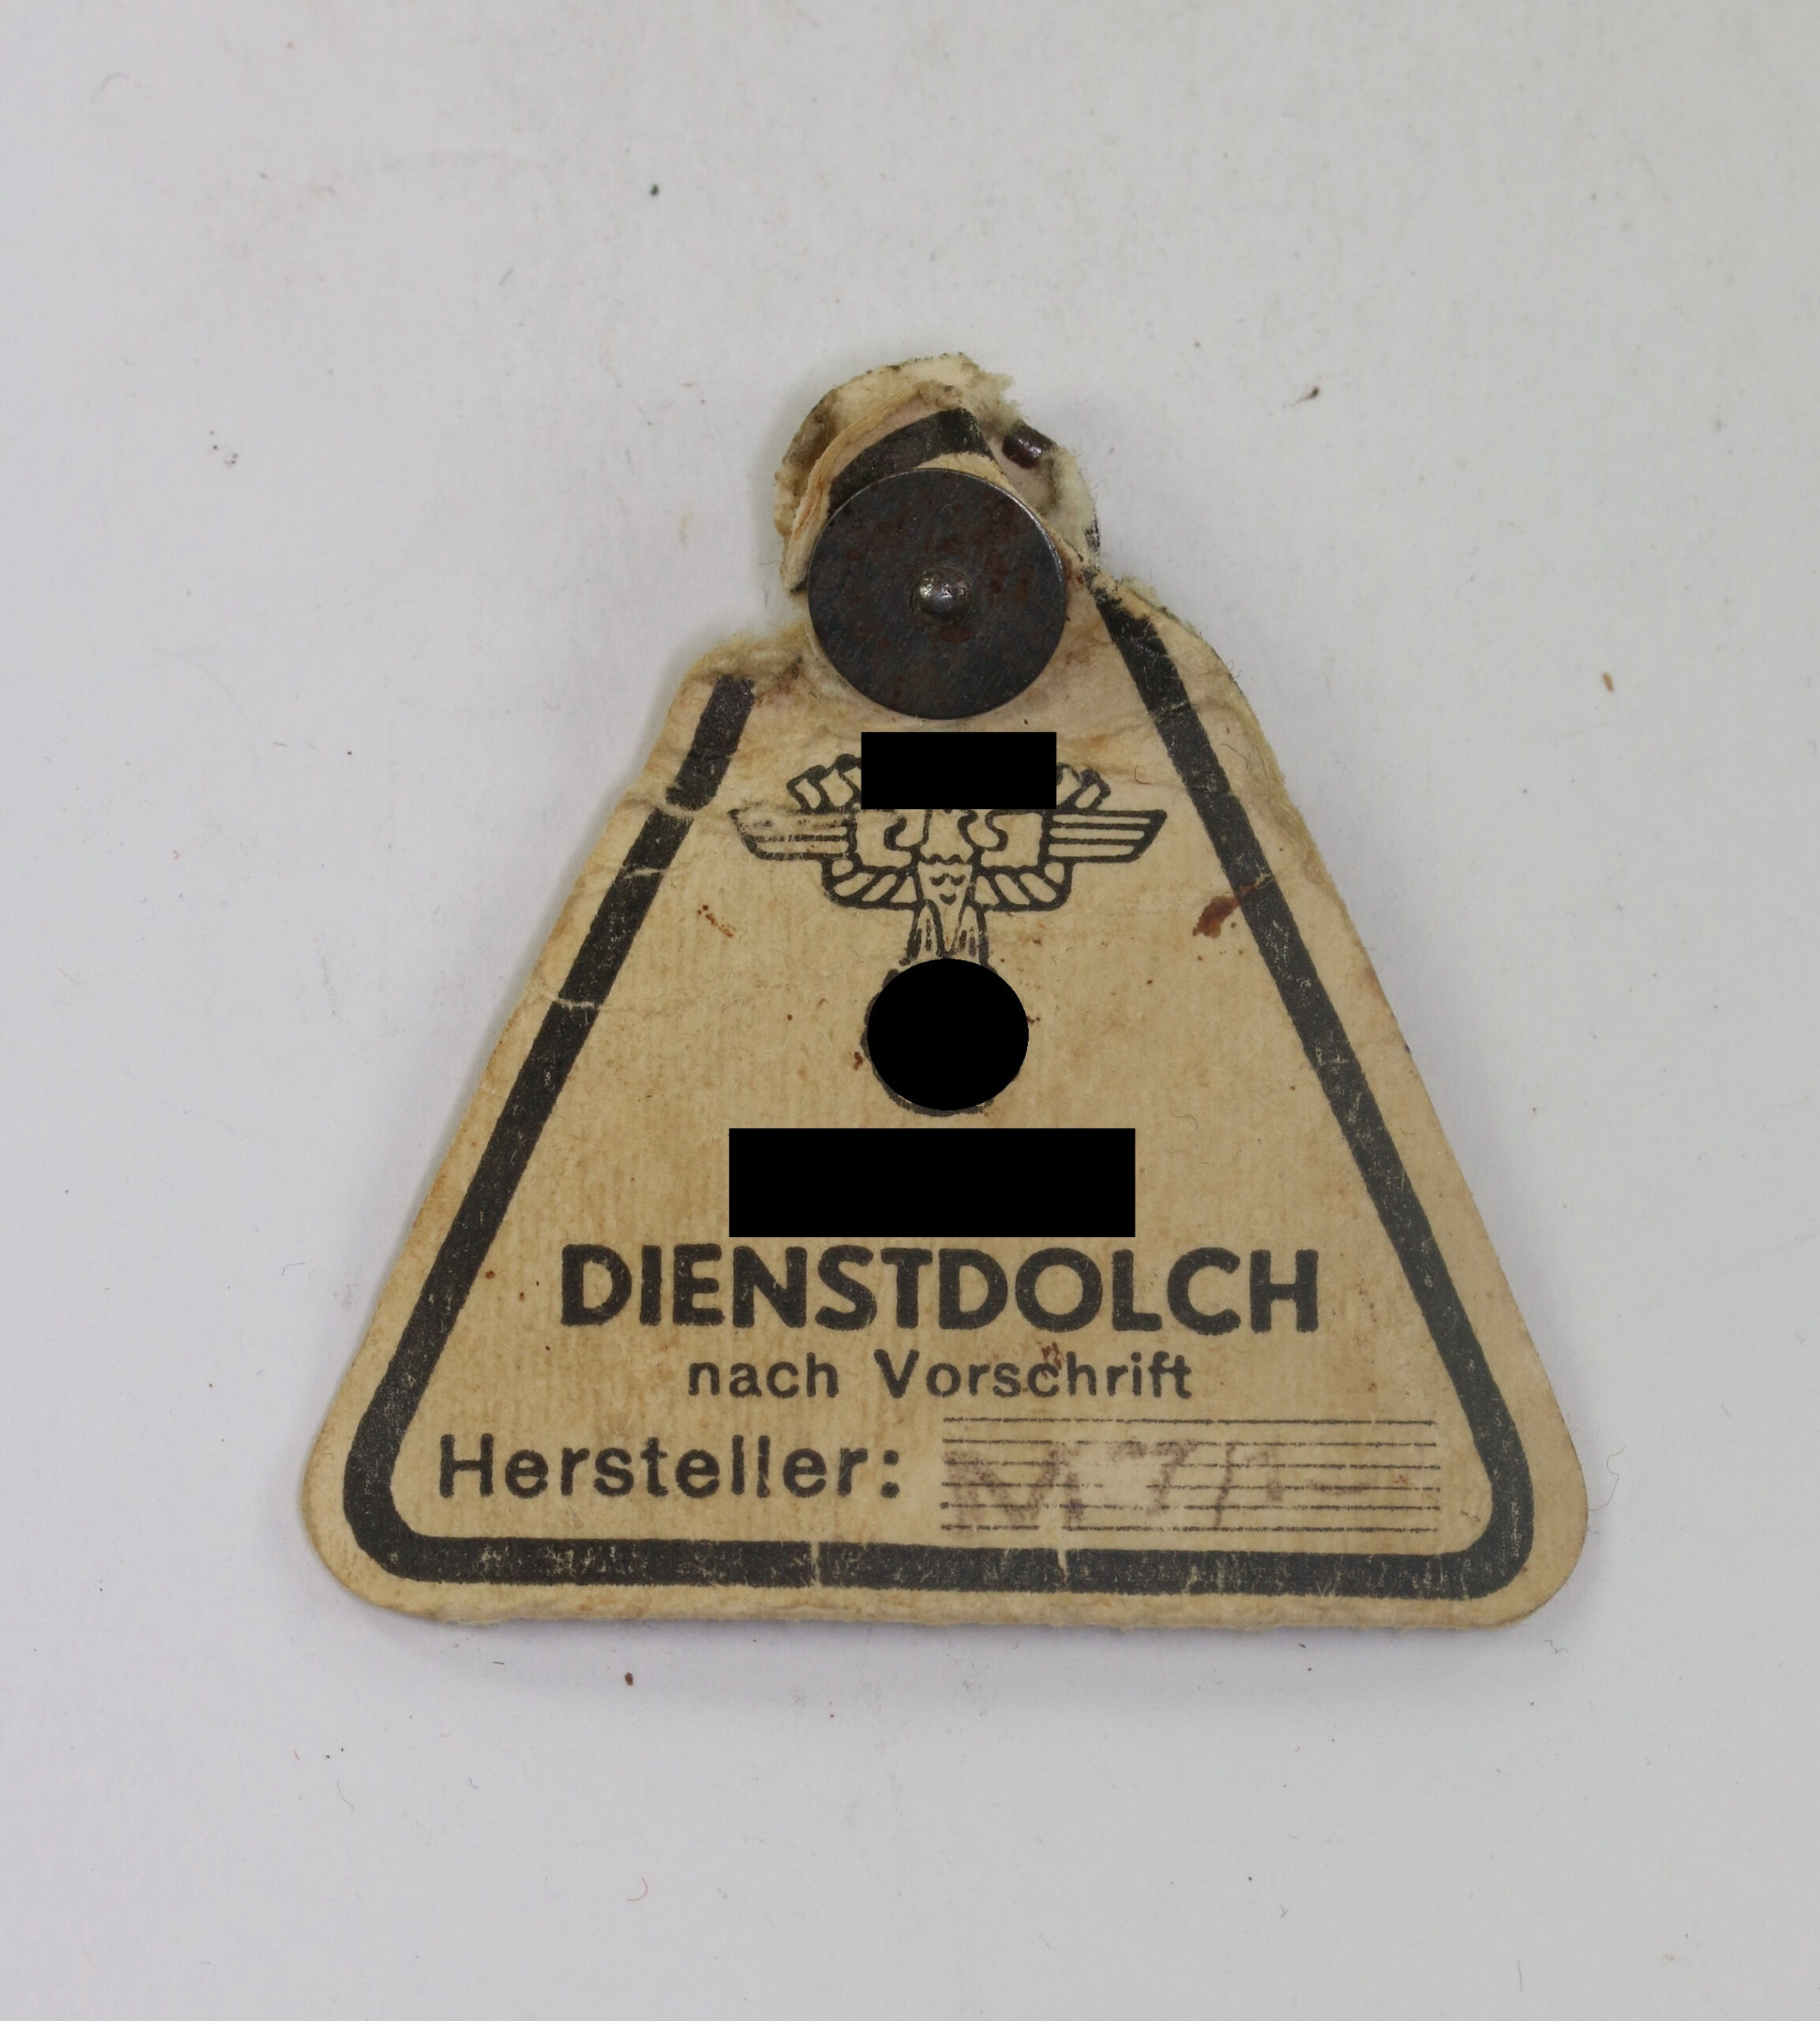 DIENSTDOLCH
nach Vorschrift
Hersteller: